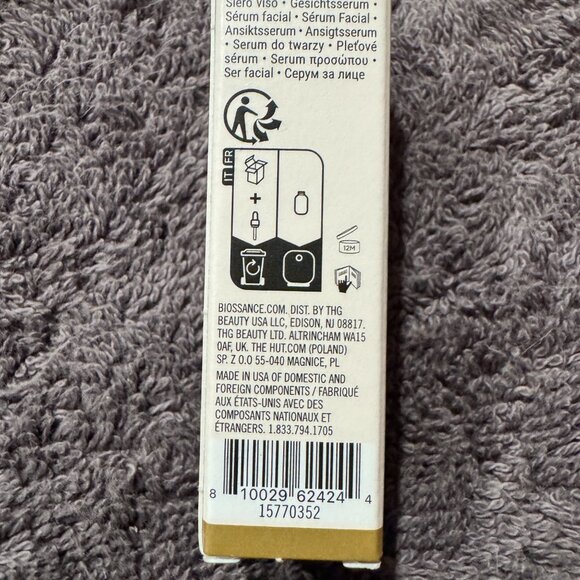 Siero viso • Gesichtsserum •
Sérum facial • Sérum Facial •
Ansiktsserum • Ansigtsserum
• Serum do twarzy • Pleťové
sérum • Serum προσώπου •
Ser facial • Серум за лице
IT FR
+
12M
BIOSSANCE.COM. DIST. BY THG
BEAUTY USA LLC, EDISON, NJ 08817.
THG BEAUTY LTD. ALTRINCHAM WA15
0AF, UK. THE HUT.COM (POLAND)
SP. Z O.O 55-040 MAGNICE, PL
MADE IN USA OF DOMESTIC AND
FOREIGN COMPONENTS / FABRIQUÉ
AUX ÉTATS-UNIS AVEC DES
COMPOSANTS NATIONAUX ET
ÉTRANGERS. 1.833.794.1705
8 10029 62424 4
15770352